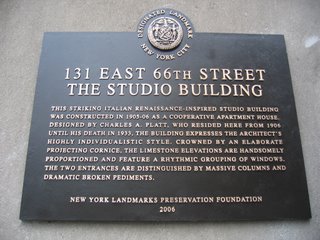 DESIGNATED LANDMARK
NEW YORK CITY
131 EAST 66TH STREET
THE STUDIO BUILDING
THIS STRIKING ITALIAN RENAISSANCE-INSPIRED STUDIO BUILDING
WAS CONSTRUCTED IN 1905-06 AS A COOPERATIVE APARTMENT HOUSE.
DESIGNED BY CHARLES A. PLATT, WHO RESIDED HERE FROM 1906
UNTIL HIS DEATH IN 1933, THE BUILDING EXPRESSES THE ARCHITECT'S
HIGHLY INDIVIDUALISTIC STYLE. CROWNED BY AN ELABORATE
PROJECTING CORNICE, THE LIMESTONE ELEVATIONS ARE HANDSOMELY
PROPORTIONED AND FEATURE A RHYTHMIC GROUPING OF WINDOWS.
THE TWO ENTRANCES ARE DISTINGUISHED BY MASSIVE COLUMNS AND
DRAMATIC BROKEN PEDIMENTS.
NEW YORK LANDMARKS PRESERVATION FOUNDATION
2006